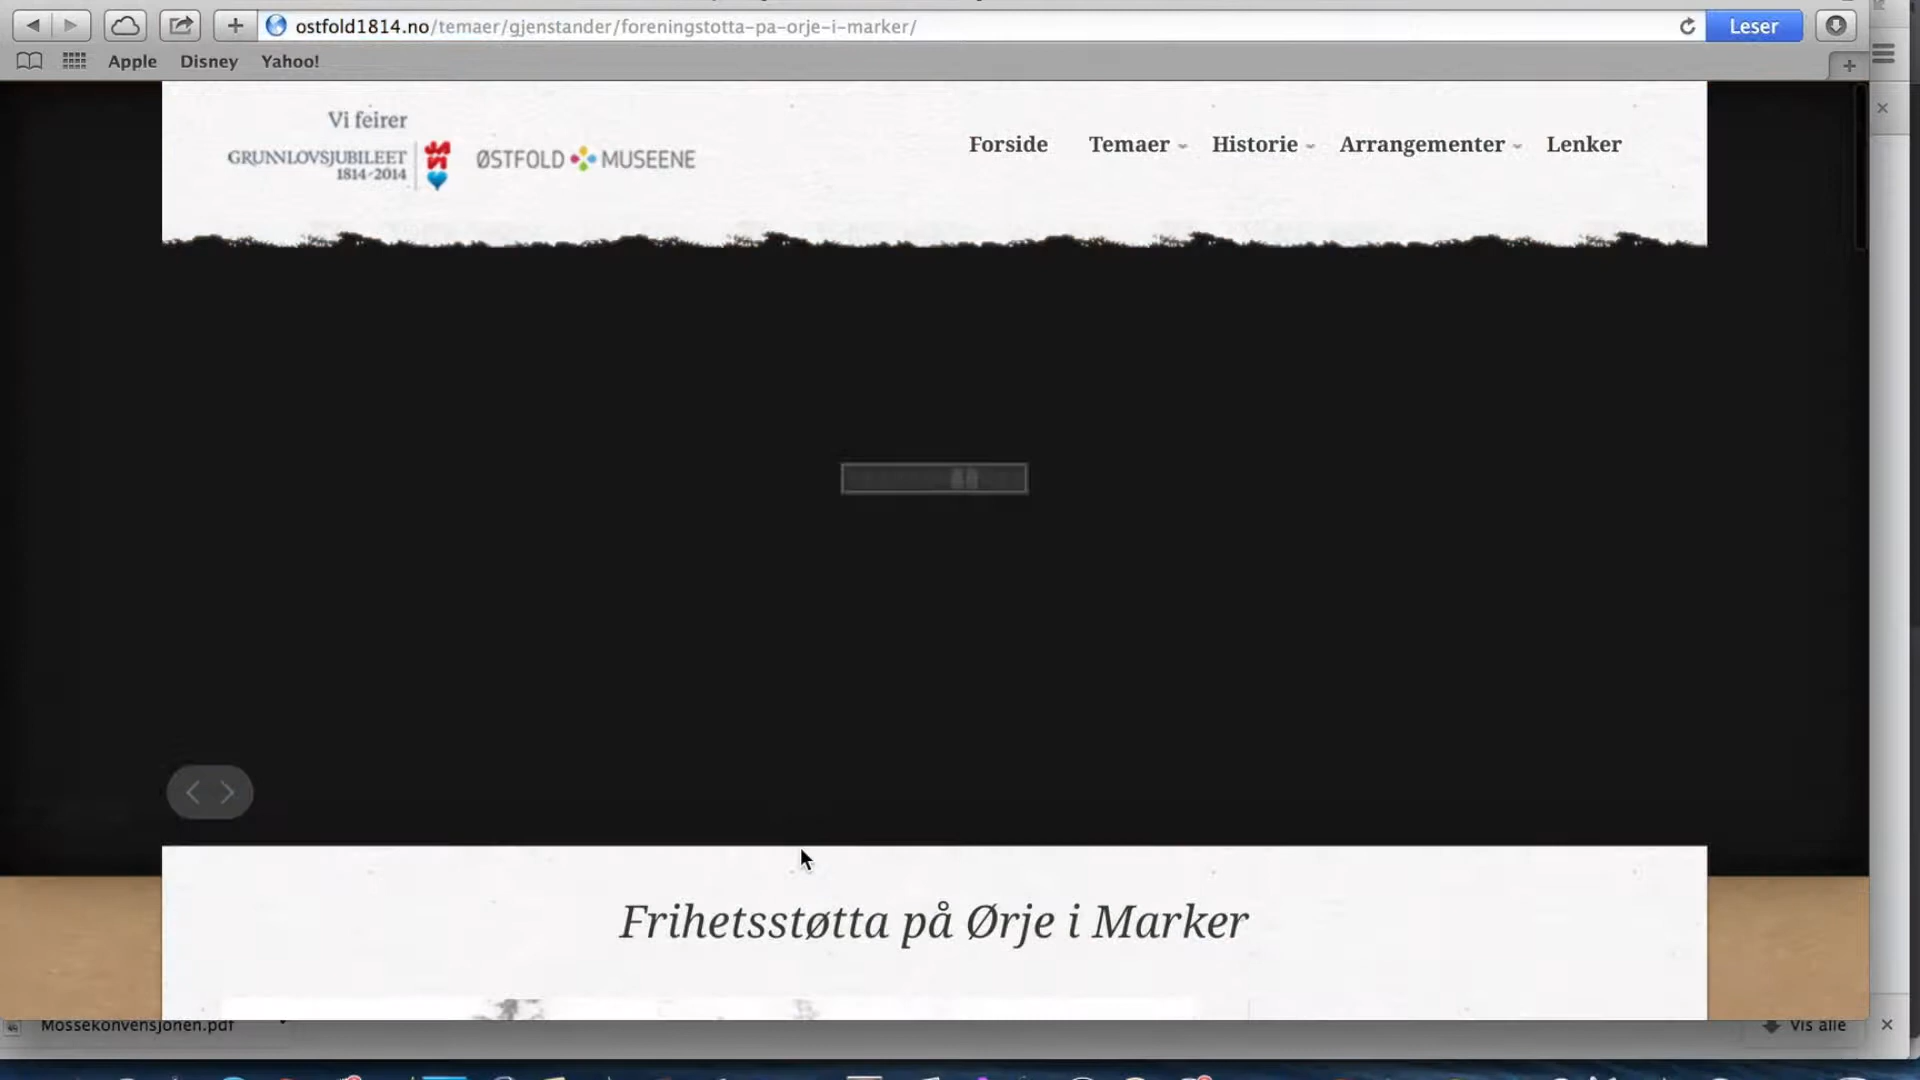 ostfold1814.no/temaer/gjenstander/foreningstotta-pa-orje-i-marker/
Leser
Apple Disney Yahoo!
Vi feirer
GRUNNLOVSJUBILEET
1814-2014
ØSTFOLD MUSEENE
Forside Temaer Historie Arrangementer Lenker
Frihetsstøtta på Ørje i Marker
Mossekonvensjonen.pdf
Vis alle